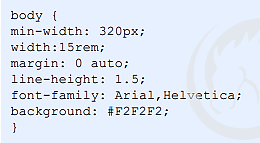 body {
min-width: 320px;
width:15rem;
margin: 0 auto;
line-height: 1.5;
font-family: Arial,Helvetica;
background: #F2F2F2;
}